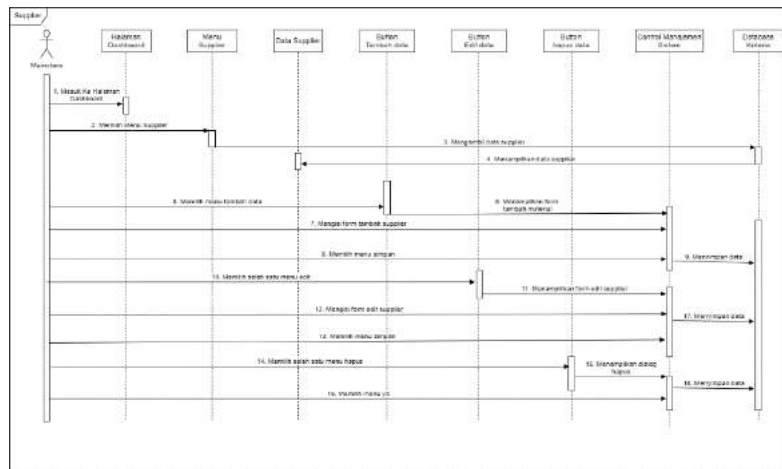 Supplier
Halaman
Dashboard
Menu
Supplier
Data Supplier
Button
Tambah data
Button
Edit data
Button
hapus data
Control Manajemen
Sistem
Database
Material
1. Masuk Ke Halaman
Dashboard
2. Memilih Menu supplier
3. Mengambil data supplier
4. Menampilkan data supplier
5. Memilih menu tambah data
6. Menampilkan form
tambah material
7. Mengisi form tambah supplier
8. Memilih menu simpan
9. Menyimpan data
10. Memilih salah satu menu edit
11. Menampilkan form edit supplier
12. Mengisi form edit supplier
17. Menyimpan data
13. Memilih menu simpan
14. Memilih salah satu menu hapus
15. Menampilkan dialog
hapus
18. Menyimpan data
16. Memilih menu ya